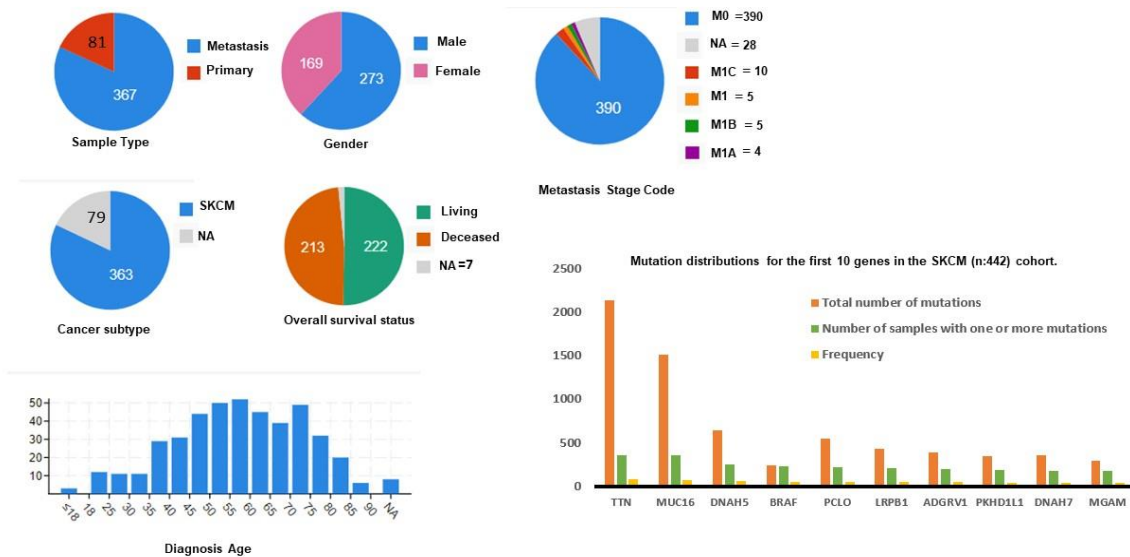 81
367
Metastasis
Primary
Sample Type
169
273
Male
Female
Gender
390
M0 =390
NA = 28
M1C = 10
M1 = 5
M1B = 5
M1A = 4
Metastasis Stage Code
79
363
SKCM
NA
Cancer subtype
213
222
Living
Deceased
NA=7
Overall survival status
50
40
30
20
10
≤18 18 25 30 35 40 45 50 55 60 65 70 75 80 85 90 NA
Diagnosis Age
Mutation distributions for the first 10 genes in the SKCM (n:442) cohort.
Total number of mutations
Number of samples with one or more mutations
Frequency
2500
2000
1500
1000
500
0
TTN MUC16 DNAH5 BRAF PCLO LRPB1 ADGRV1 PKHD1L1 DNAH7 MGAM